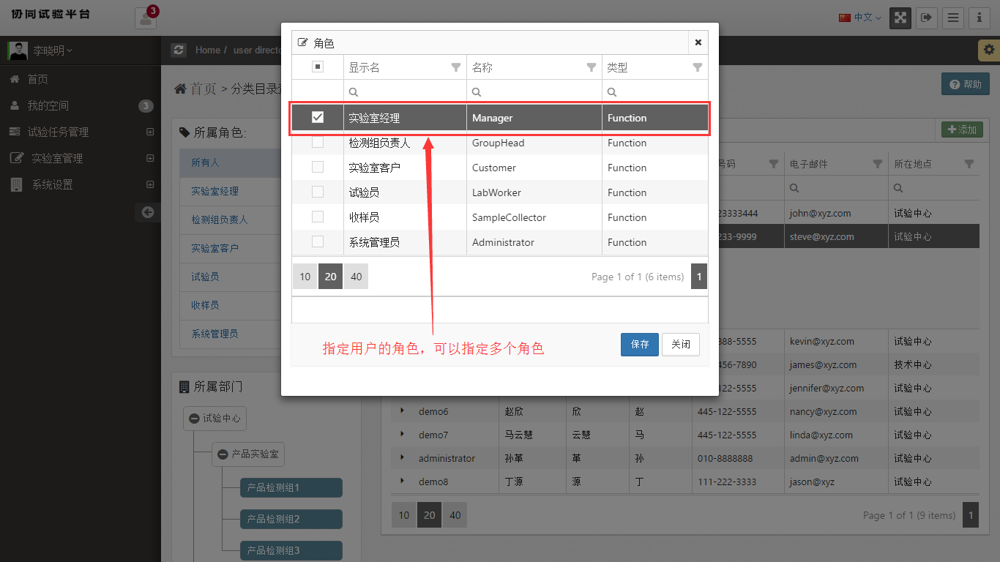 协同试验平台
3
中文
李晓明
首页
我的空间
3
试验任务管理
实验室管理
系统设置
Home / user directo
首页 > 分类目录
帮助
所属角色:
所有人
实验室经理
检测组负责人
实验室客户
试验员
收样员
系统管理员
所属部门
试验中心
产品实验室
产品检测组1
产品检测组2
产品检测组3
角色
显示名 名称 类型
实验室经理 Manager Function
检测组负责人 GroupHead Function
实验室客户 Customer Function
试验员 LabWorker Function
收样员 SampleCollector Function
系统管理员 Administrator Function
10 20 40 Page 1 of 1 (6 items) 1
指定用户的角色，可以指定多个角色
保存 关闭
添加
号码 电子邮件 所在地点
23333444 john@xyz.com 试验中心
233-9999 steve@xyz.com 试验中心
388-5555 kevin@xyz.com 试验中心
456-7890 james@xyz.com 技术中心
122-5555 jennifer@xyz.com 试验中心
demo6 赵欣 欣 赵 445-122-5555 nancy@xyz.com 试验中心
demo7 马云慧 云慧 马 445-122-5555 linda@xyz.com 试验中心
administrator 孙革 革 孙 010-8888888 admin@xyz.com 试验中心
demo8 丁源 源 丁 111-222-3333 jason@xyz 试验中心
10 20 40 Page 1 of 1 (9 items) 1